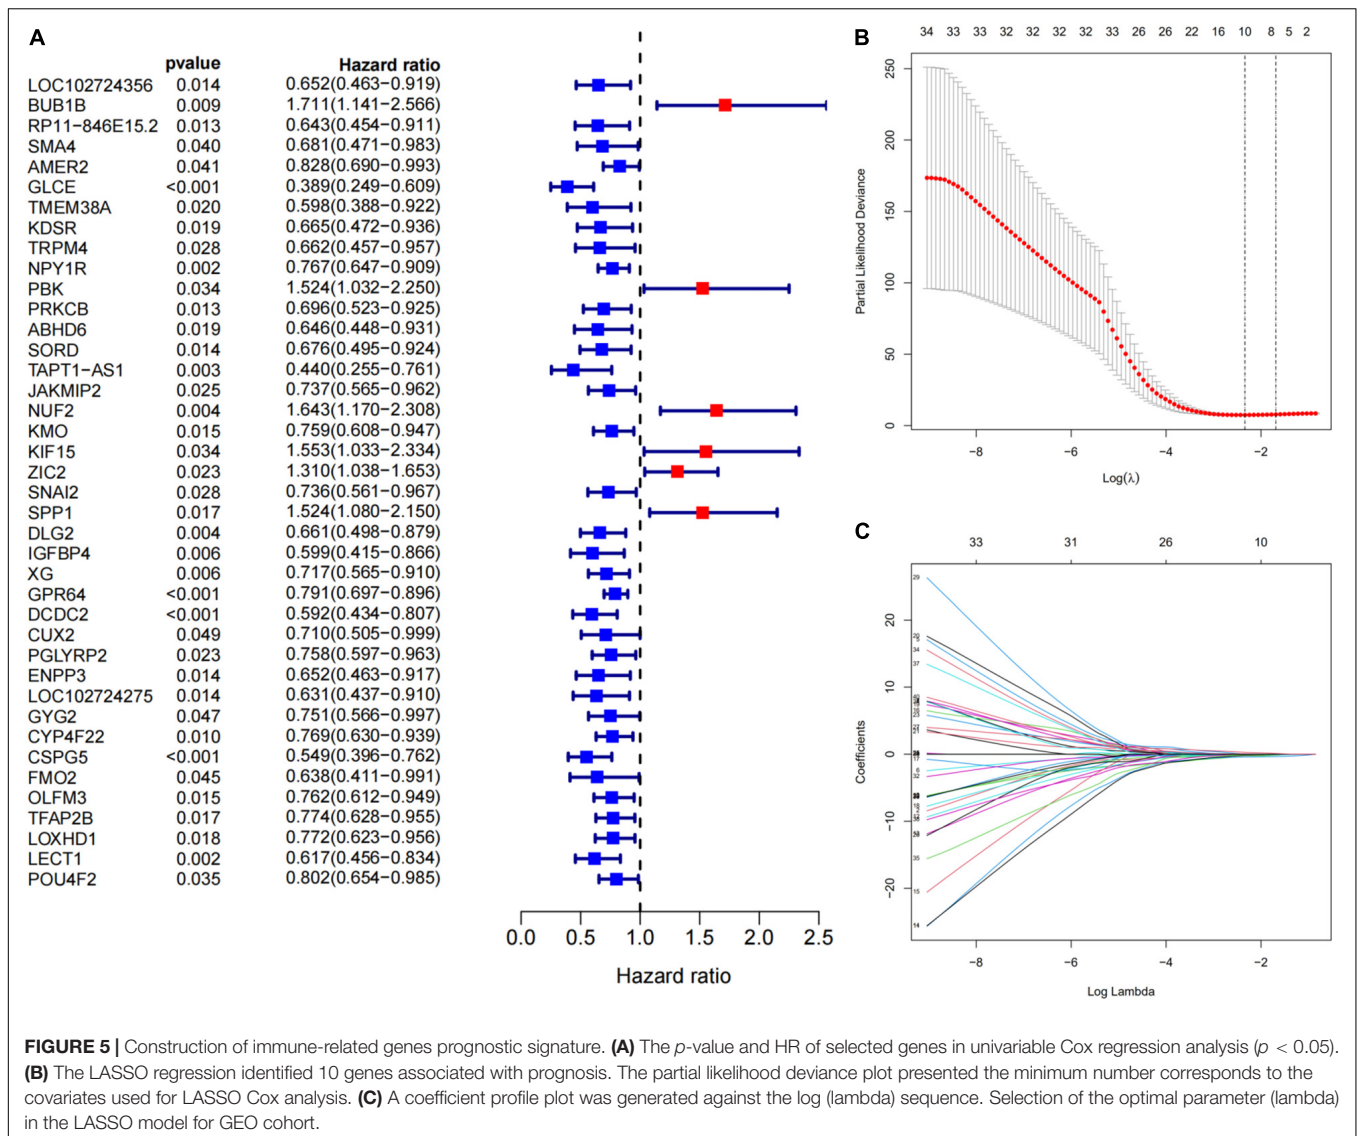 A
pvalue Hazard ratio
LOC102724356 0.014 0.652(0.463−0.919)
BUB1B 0.009 1.711(1.141−2.566)
RP11−846E15.2 0.013 0.643(0.454−0.911)
SMA4 0.040 0.681(0.471−0.983)
AMER2 0.041 0.828(0.690−0.993)
GLCE <0.001 0.389(0.249−0.609)
TMEM38A 0.020 0.598(0.388−0.922)
KDSR 0.019 0.665(0.472−0.936)
TRPM4 0.028 0.662(0.457−0.957)
NPY1R 0.002 0.767(0.647−0.909)
PBK 0.034 1.524(1.032−2.250)
PRKCB 0.013 0.696(0.523−0.925)
ABHD6 0.019 0.646(0.448−0.931)
SORD 0.014 0.676(0.495−0.924)
TAPT1−AS1 0.003 0.440(0.255−0.761)
JAKMIP2 0.025 0.737(0.565−0.962)
NUF2 0.004 1.643(1.170−2.308)
KMO 0.015 0.759(0.608−0.947)
KIF15 0.034 1.553(1.033−2.334)
ZIC2 0.023 1.310(1.038−1.653)
SNAI2 0.028 0.736(0.561−0.967)
SPP1 0.017 1.524(1.080−2.150)
DLG2 0.004 0.661(0.498−0.879)
IGFBP4 0.006 0.599(0.415−0.866)
XG 0.006 0.717(0.565−0.910)
GPR64 <0.001 0.791(0.697−0.896)
DCDC2 <0.001 0.592(0.434−0.807)
CUX2 0.049 0.710(0.505−0.999)
PGLYRP2 0.023 0.758(0.597−0.963)
ENPP3 0.014 0.652(0.463−0.917)
LOC102724275 0.014 0.631(0.437−0.910)
GYG2 0.047 0.751(0.566−0.997)
CYP4F22 0.010 0.769(0.630−0.939)
CSPG5 <0.001 0.549(0.396−0.762)
FMO2 0.045 0.638(0.411−0.991)
OLFM3 0.015 0.762(0.612−0.949)
TFAP2B 0.017 0.774(0.628−0.955)
LOXHD1 0.018 0.772(0.623−0.956)
LECT1 0.002 0.617(0.456−0.834)
POU4F2 0.035 0.802(0.654−0.985)
0.0 0.5 1.0 1.5 2.0 2.5
Hazard ratio
B
34 33 33 32 32 32 32 33 26 26 22 16 10 8 5 2
250
200
150
100
50
0
Partial Likelihood Deviance
−8 −6 −4 −2
Log(λ)
C
33 31 26 10
20
10
0
−10
−20
Coefficients
29
34
37
6
32
35
15
14
−8 −6 −4 −2
Log Lambda
FIGURE 5 | Construction of immune-related genes prognostic signature. (A) The p-value and HR of selected genes in univariable Cox regression analysis (p < 0.05).
(B) The LASSO regression identified 10 genes associated with prognosis. The partial likelihood deviance plot presented the minimum number corresponds to the
covariates used for LASSO Cox analysis. (C) A coefficient profile plot was generated against the log (lambda) sequence. Selection of the optimal parameter (lambda)
in the LASSO model for GEO cohort.